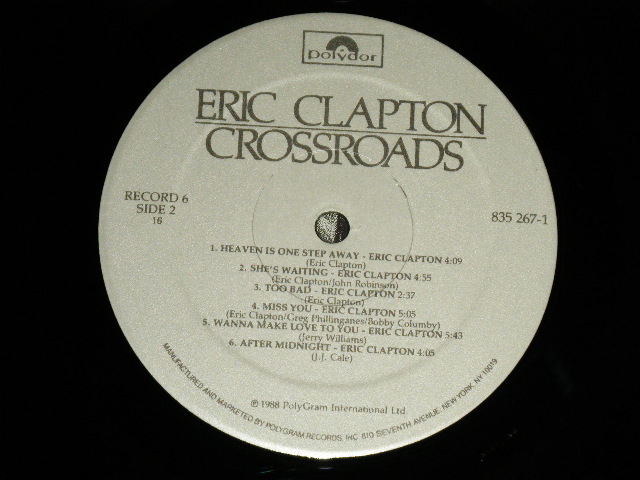 polydor
ERIC CLAPTON
CROSSROADS
RECORD 6
SIDE 2
16
835 267-1
1. HEAVEN IS ONE STEP AWAY - ERIC CLAPTON 4:09
(Eric Clapton)
2. SHE'S WAITING - ERIC CLAPTON 4:55
(Eric Clapton/John Robinson)
3. TOO BAD - ERIC CLAPTON 2:37
(Eric Clapton)
4. MISS YOU - ERIC CLAPTON 5:05
(Eric Clapton/Greg Phillinganes/Bobby Columby)
5. WANNA MAKE LOVE TO YOU - ERIC CLAPTON 5:43
(Jerry Williams)
6. AFTER MIDNIGHT - ERIC CLAPTON 4:05
(J.J. Cale)
℗ 1988 PolyGram International Ltd.
MANUFACTURED AND MARKETED BY POLYGRAM RECORDS, INC. 810 SEVENTH AVENUE, NEW YORK, NY 10019